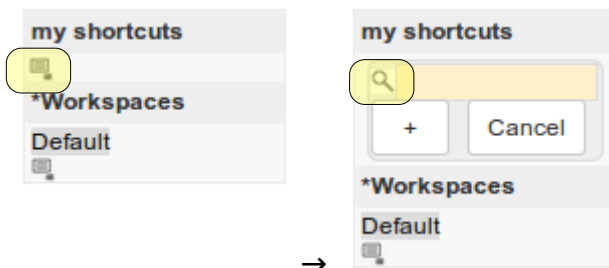 my shortcuts
*Workspaces
Default
→
my shortcuts
+ Cancel
*Workspaces
Default